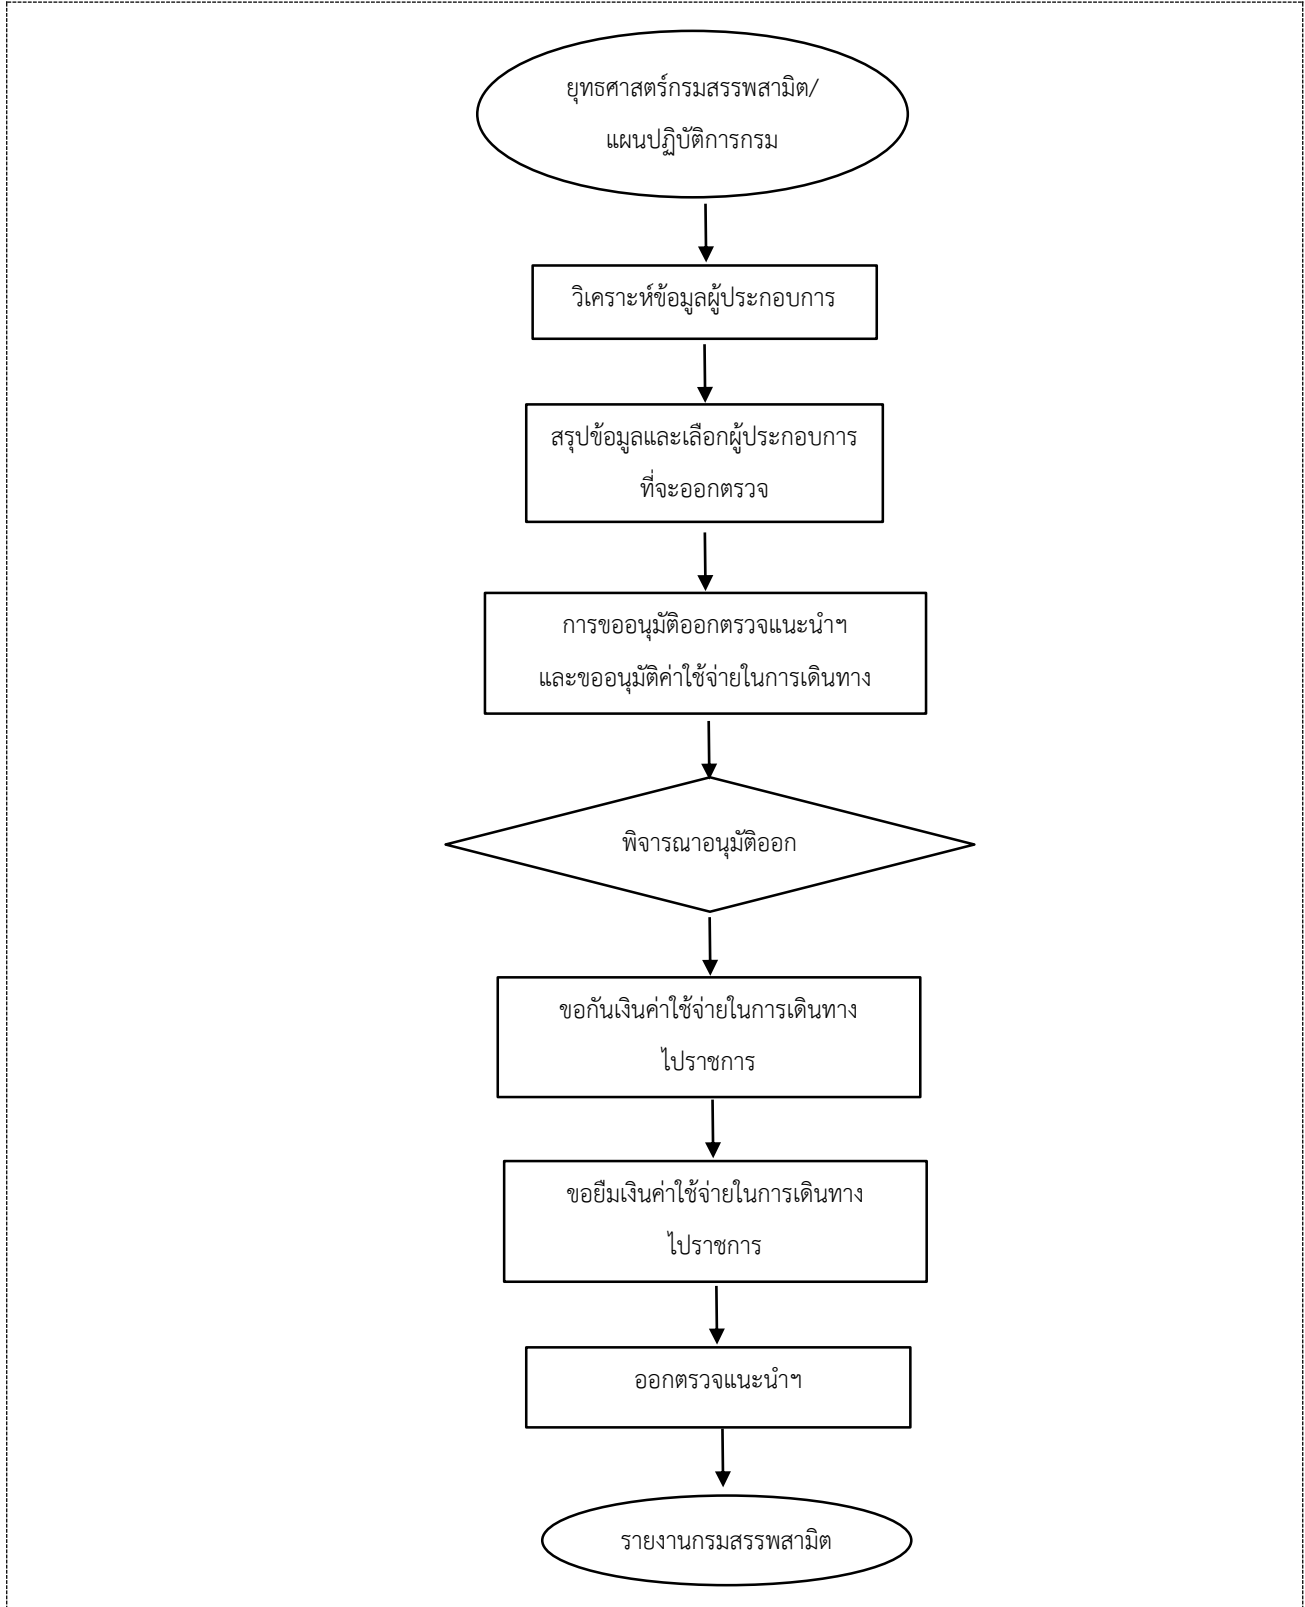 ยุทธศาสตร์กรมสรรพสามิต/
แผนปฏิบัติการกรม
วิเคราะห์ข้อมูลผู้ประกอบการ
สรุปข้อมูลและเลือกผู้ประกอบการ
ที่จะออกตรวจ
การขออนุมัติออกตรวจแนะนำฯ
และขออนุมัติค่าใช้จ่ายในการเดินทาง
พิจารณาอนุมัติออก
ขอกันเงินค่าใช้จ่ายในการเดินทาง
ไปราชการ
ขอยืมเงินค่าใช้จ่ายในการเดินทาง
ไปราชการ
ออกตรวจแนะนำฯ
รายงานกรมสรรพสามิต